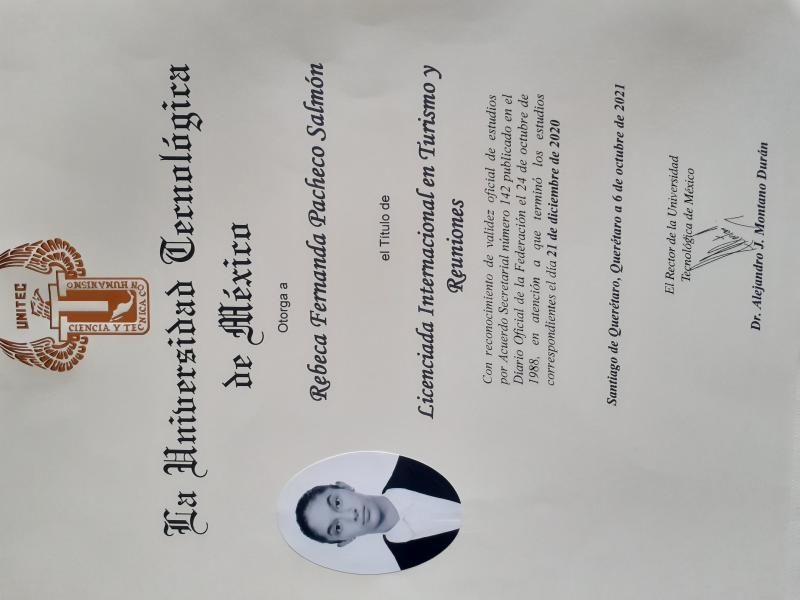 UNITEC
CIENCIA Y TECNICA CON HUMANISMO
La Universidad Tecnológica
de México
Otorga a
Rebeca Fernanda Pacheco Salmón
el Título de
Licenciada Internacional en Turismo y
Reuniones
Con reconocimiento de validez oficial de estudios
por Acuerdo Secretarial número 142 publicado en el
Diario Oficial de la Federación el 24 de octubre de
1988, en atención a que terminó los estudios
correspondientes el día 21 de diciembre de 2020
Santiago de Querétaro, Querétaro a 6 de octubre de 2021
El Rector de la Universidad
Tecnológica de México
Dr. Alejandro J. Montano Durán